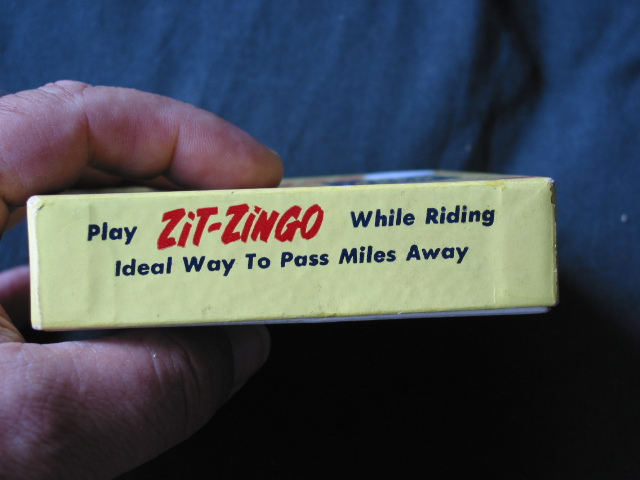 Play ZiT-ZiNGO While Riding
Ideal Way To Pass Miles Away